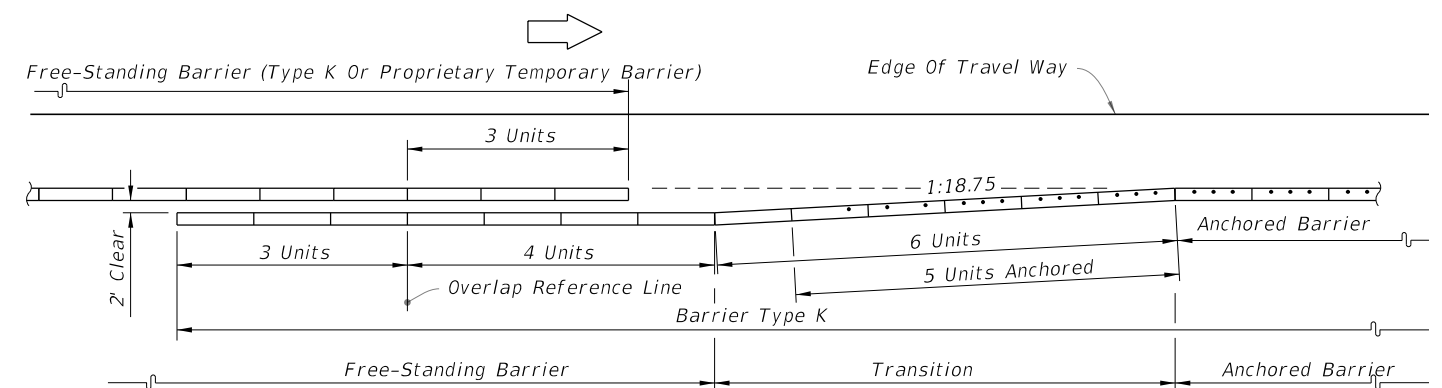 Free-Standing Barrier (Type K Or Proprietary Temporary Barrier)
Edge Of Travel Way
3 Units
1:18.75
2' Clear
3 Units
4 Units
6 Units
Anchored Barrier
5 Units Anchored
Overlap Reference Line
Barrier Type K
Free-Standing Barrier
Transition
Anchored Barrier